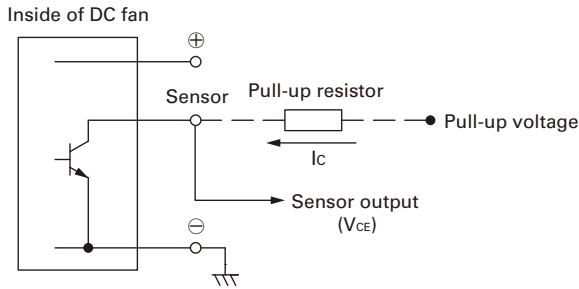 Inside of DC fan
⊕
Sensor
Pull-up resistor
Pull-up voltage
Ic
Sensor output
(VCE)
⊖